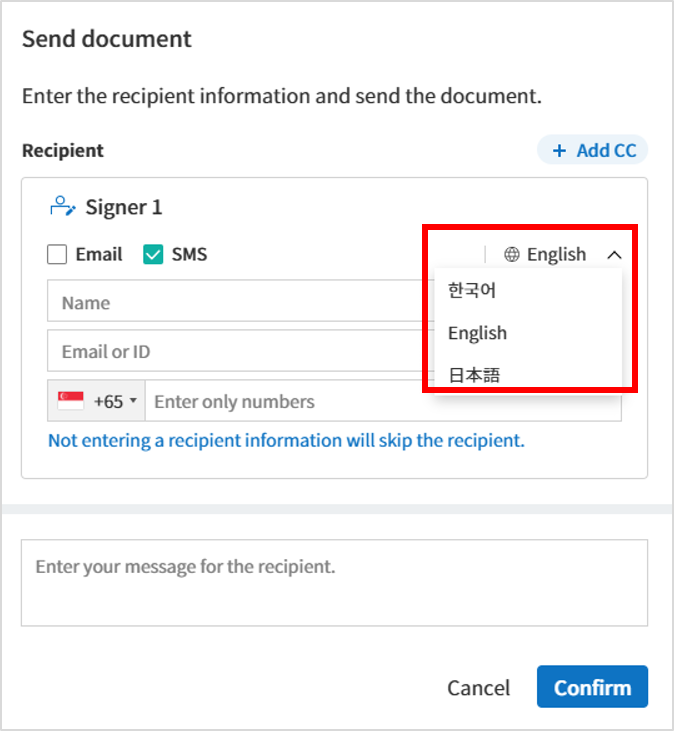 Send document
Enter the recipient information and send the document.
Recipient
+ Add CC
Signer 1
Email
SMS
English
한국어
English
日本語
Name
Email or ID
+65
Enter only numbers
Not entering a recipient information will skip the recipient.
Enter your message for the recipient.
Cancel
Confirm